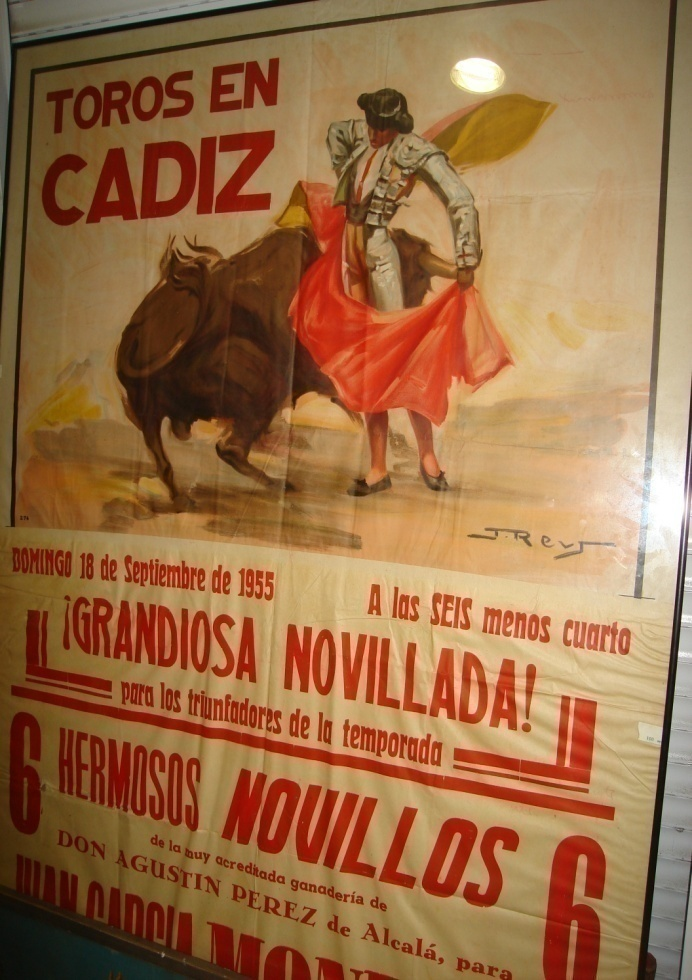 TOROS EN
CADIZ
J. Reus
DOMINGO 18 de Septiembre de 1955
A las SEIS menos cuarto
¡GRANDIOSA NOVILLADA!
para los triunfadores de la temporada
6 HERMOSOS NOVILLOS 6
de la muy acreditada ganadería de
DON AGUSTIN PEREZ de Alcalá, para
JUAN GARCIA